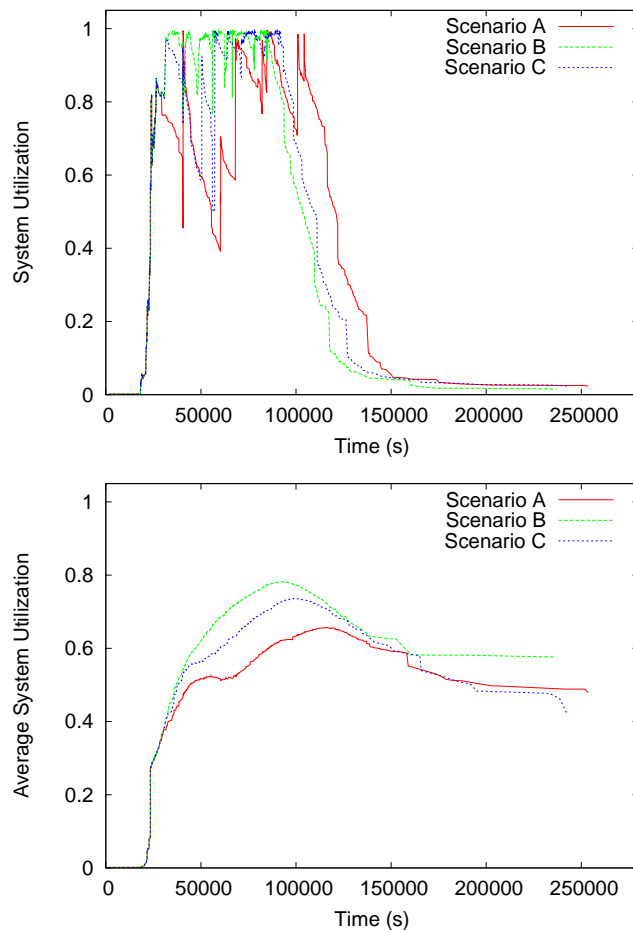 1
0.8
0.6
0.4
0.2
0
System Utilization
Scenario A
Scenario B
Scenario C
0 50000 100000 150000 200000 250000
Time (s)
1
0.8
0.6
0.4
0.2
0
Average System Utilization
Scenario A
Scenario B
Scenario C
0 50000 100000 150000 200000 250000
Time (s)